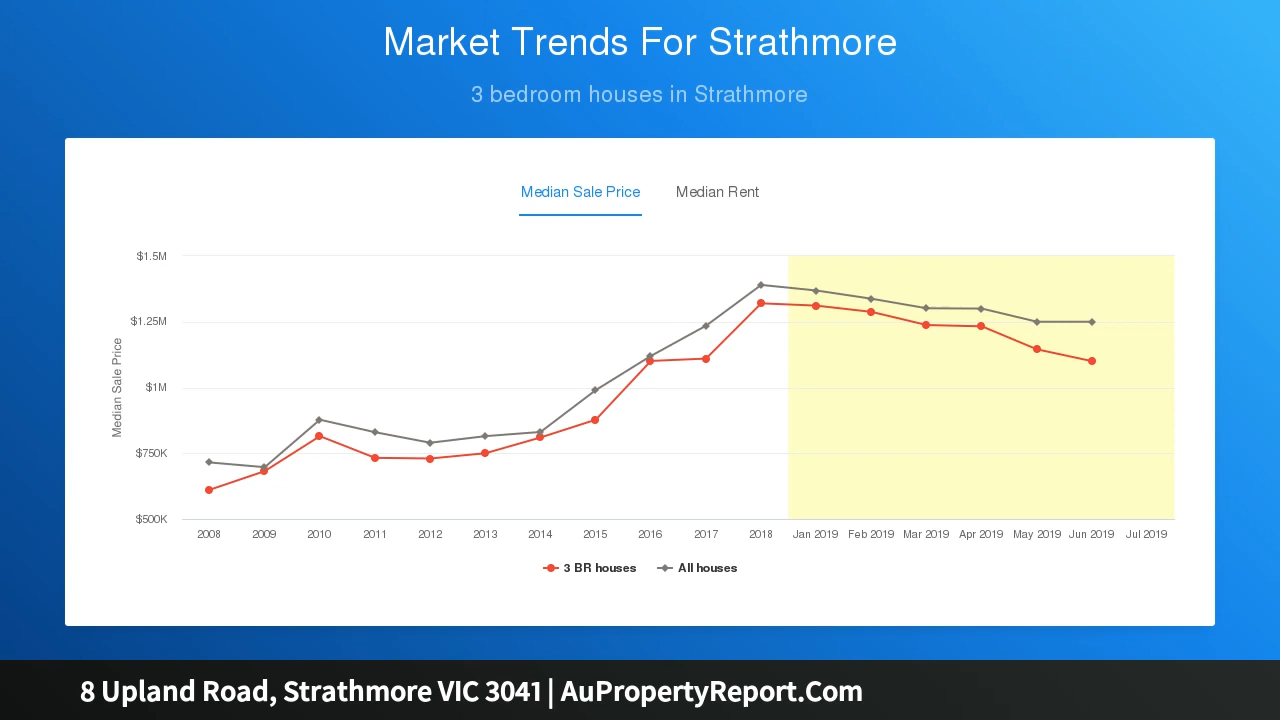 Market Trends For Strathmore
3 bedroom houses in Strathmore
Median Sale Price Median Rent
$1.5M
$1.25M
$1M
$750K
$500K
Median Sale Price
2008 2009 2010 2011 2012 2013 2014 2015 2016 2017 2018 Jan 2019 Feb 2019 Mar 2019 Apr 2019 May 2019 Jun 2019 Jul 2019
3 BR houses All houses
8 Upland Road, Strathmore VIC 3041 | AuPropertyReport.Com